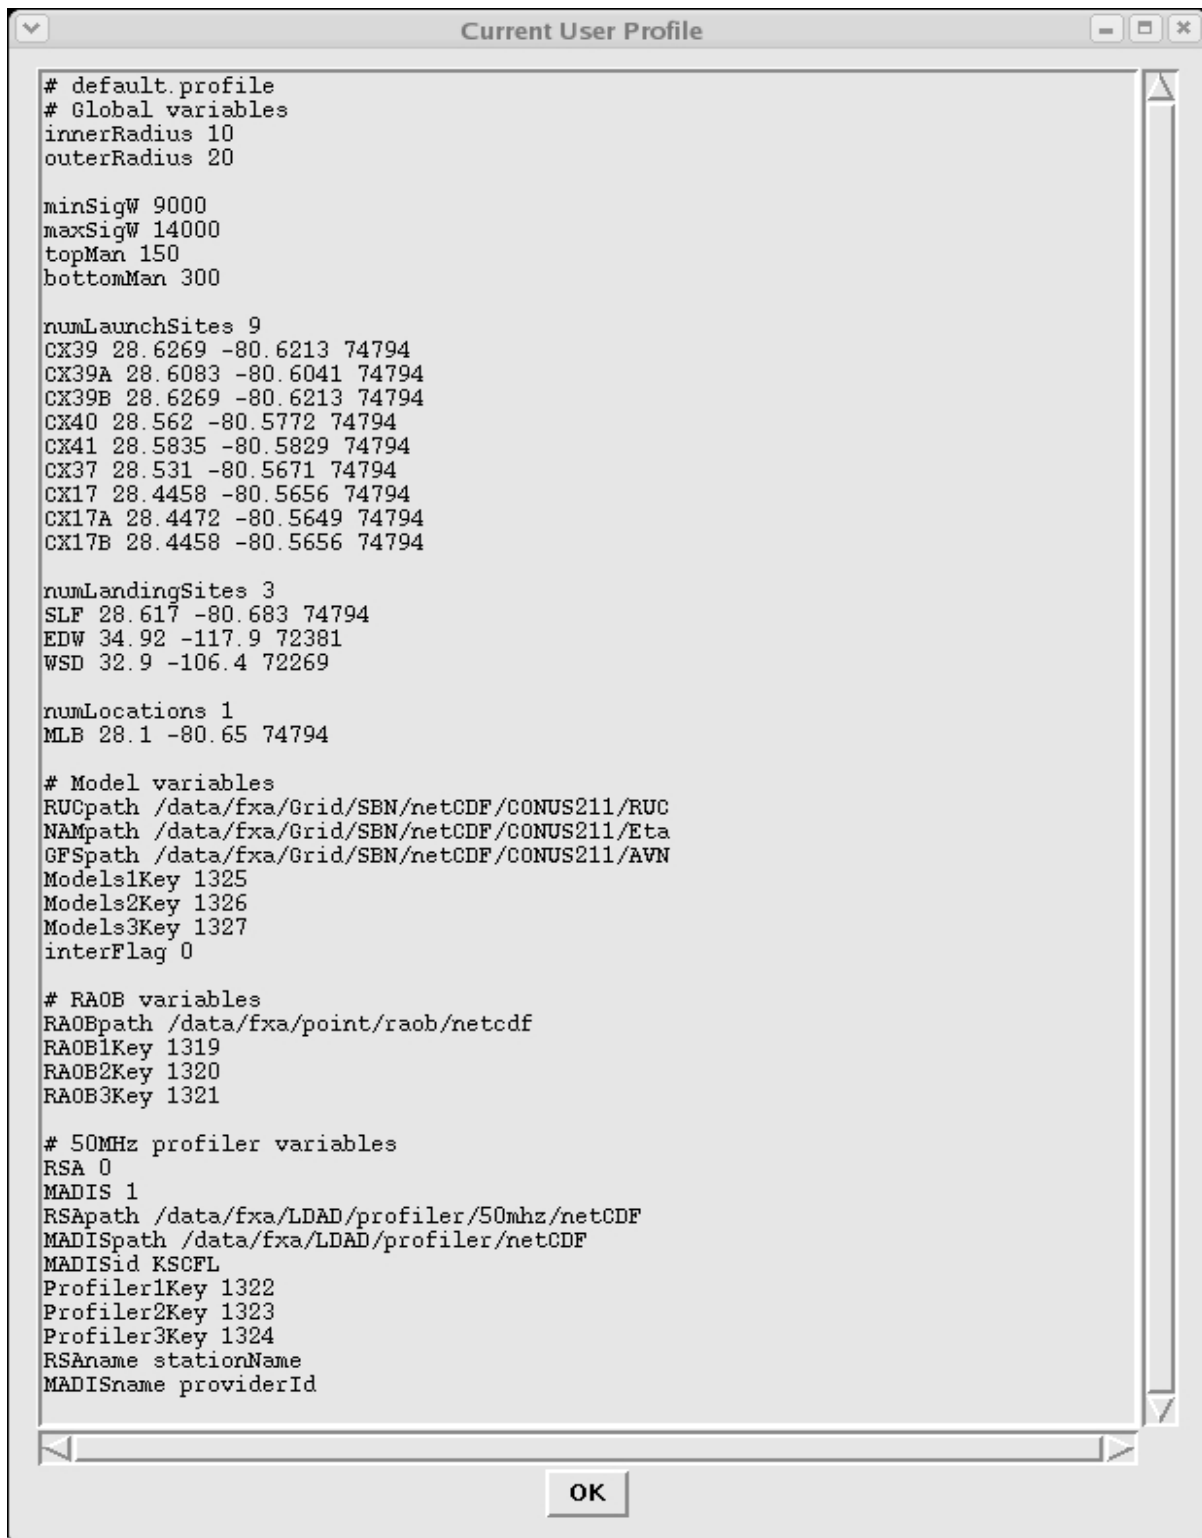 Current User Profile
# default.profile
# Global variables
innerRadius 10
outerRadius 20
minSigW 9000
maxSigW 14000
topMan 150
bottomMan 300
numLaunchSites 9
CX39 28.6269 -80.6213 74794
CX39A 28.6083 -80.6041 74794
CX39B 28.6269 -80.6213 74794
CX40 28.562 -80.5772 74794
CX41 28.5835 -80.5829 74794
CX37 28.531 -80.5671 74794
CX17 28.4458 -80.5656 74794
CX17A 28.4472 -80.5649 74794
CX17B 28.4458 -80.5656 74794
numLandingSites 3
SLF 28.617 -80.683 74794
EDW 34.92 -117.9 72381
WSD 32.9 -106.4 72269
numLocations 1
MLB 28.1 -80.65 74794
# Model variables
RUCpath /data/fxa/Grid/SBN/netCDF/CONUS211/RUC
NAMpath /data/fxa/Grid/SBN/netCDF/CONUS211/Eta
GFSpath /data/fxa/Grid/SBN/netCDF/CONUS211/AVN
Models1Key 1325
Models2Key 1326
Models3Key 1327
interFlag 0
# RAOB variables
RAOBpath /data/fxa/point/raob/netcdf
RAOB1Key 1319
RAOB2Key 1320
RAOB3Key 1321
# 50MHz profiler variables
RSA 0
MADIS 1
RSApath /data/fxa/LDAD/profiler/50mhz/netCDF
MADISpath /data/fxa/LDAD/profiler/netCDF
MADISid KSCFL
Profiler1Key 1322
Profiler2Key 1323
Profiler3Key 1324
RSAname stationName
MADISname providerId
OK